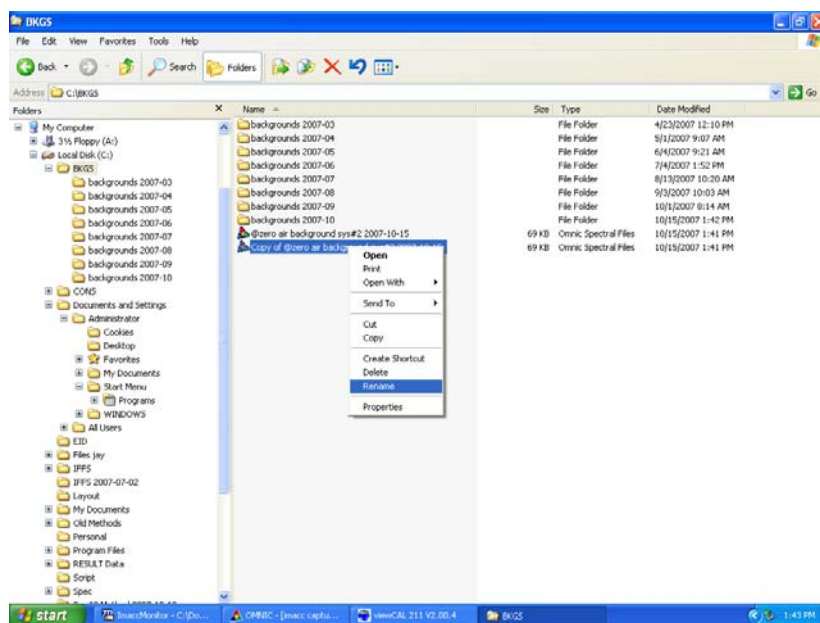 BKGS
File Edit View Favorites Tools Help
Back Search Folders
Address C:\BKGS Go
Folders
My Computer
3½ Floppy (A:)
Local Disk (C:)
BKGS
backgrounds 2007-03
backgrounds 2007-04
backgrounds 2007-05
backgrounds 2007-06
backgrounds 2007-07
backgrounds 2007-08
backgrounds 2007-09
backgrounds 2007-10
CONS
Documents and Settings
Administrator
Cookies
Desktop
Favorites
My Documents
Start Menu
Programs
WINDOWS
All Users
EID
Files jay
IFFS
IFFS 2007-07-02
Layout
My Documents
Old Methods
Personal
Program Files
RESULT Data
Script
Spec
Name Size Type Date Modified
backgrounds 2007-03 File Folder 4/23/2007 12:10 PM
backgrounds 2007-04 File Folder 5/1/2007 9:07 AM
backgrounds 2007-05 File Folder 6/4/2007 9:21 AM
backgrounds 2007-06 File Folder 7/4/2007 1:52 PM
backgrounds 2007-07 File Folder 8/13/2007 10:20 AM
backgrounds 2007-08 File Folder 9/3/2007 10:03 AM
backgrounds 2007-09 File Folder 10/1/2007 8:14 AM
backgrounds 2007-10 File Folder 10/15/2007 1:42 PM
@zero air background sys#2 2007-10-15 69 KB Omnic Spectral Files 10/15/2007 1:41 PM
Copy of @zero air background sys#2 2007-10-15 69 KB Omnic Spectral Files 10/15/2007 1:41 PM
Open
Print
Open With
Send To
Cut
Copy
Create Shortcut
Delete
Rename
Properties
start ImaccMonitor - C:\Do... OMNIC - [imacc captu... viewCAL 211 V2.00.4 BKGS 1:43 PM